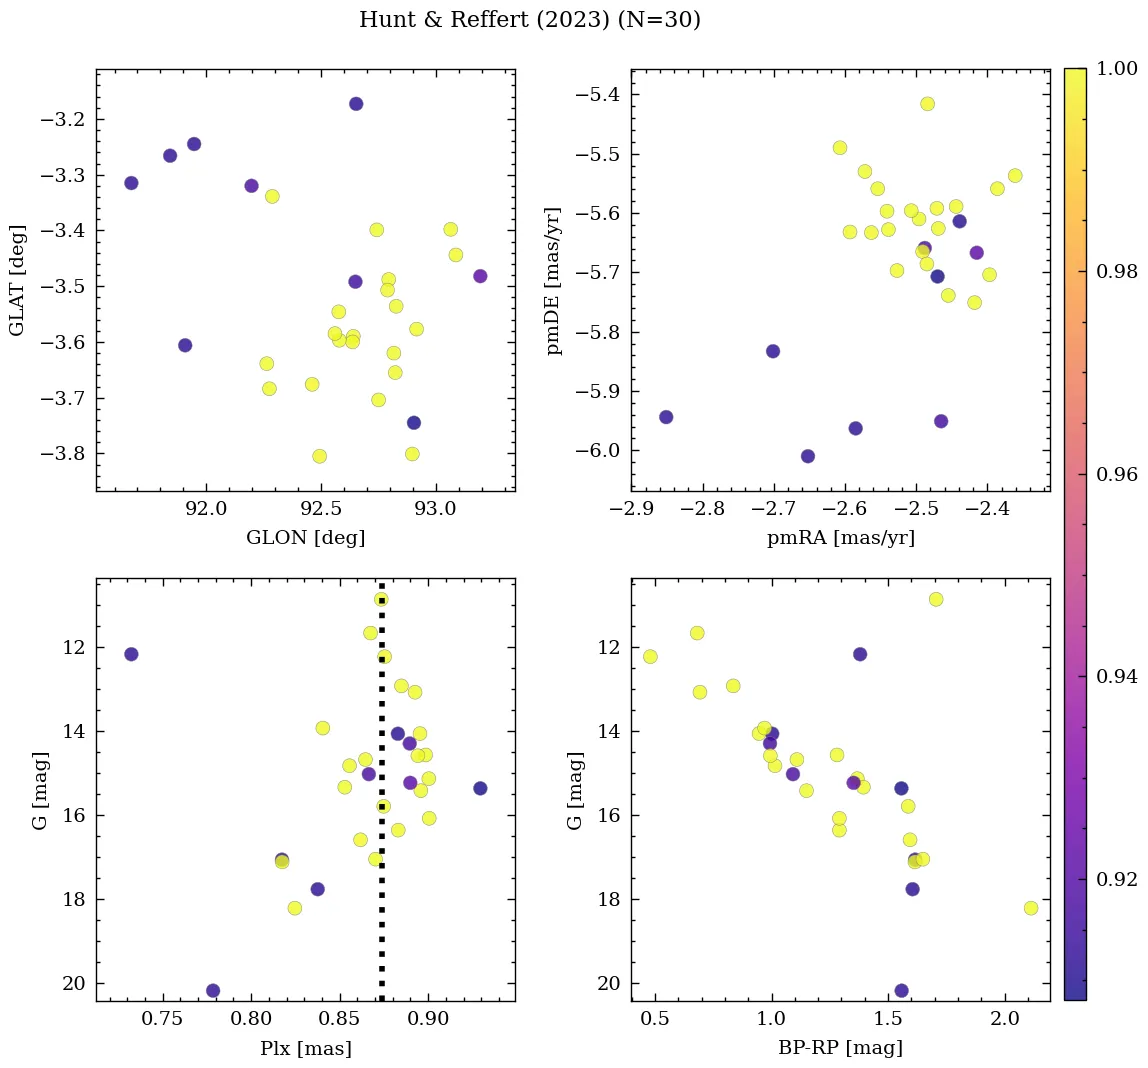 Hunt & Reffert (2023) (N=30)
−3.2
−3.3
−3.4
−3.5
−3.6
−3.7
−3.8
GLAT [deg]
92.0 92.5 93.0
GLON [deg]
−5.4
−5.5
−5.6
−5.7
−5.8
−5.9
−6.0
pmDE [mas/yr]
−2.9 −2.8 −2.7 −2.6 −2.5 −2.4
pmRA [mas/yr]
12
14
16
18
20
G [mag]
0.75 0.80 0.85 0.90
Plx [mas]
12
14
16
18
20
G [mag]
0.5 1.0 1.5 2.0
BP-RP [mag]
1.00
0.98
0.96
0.94
0.92